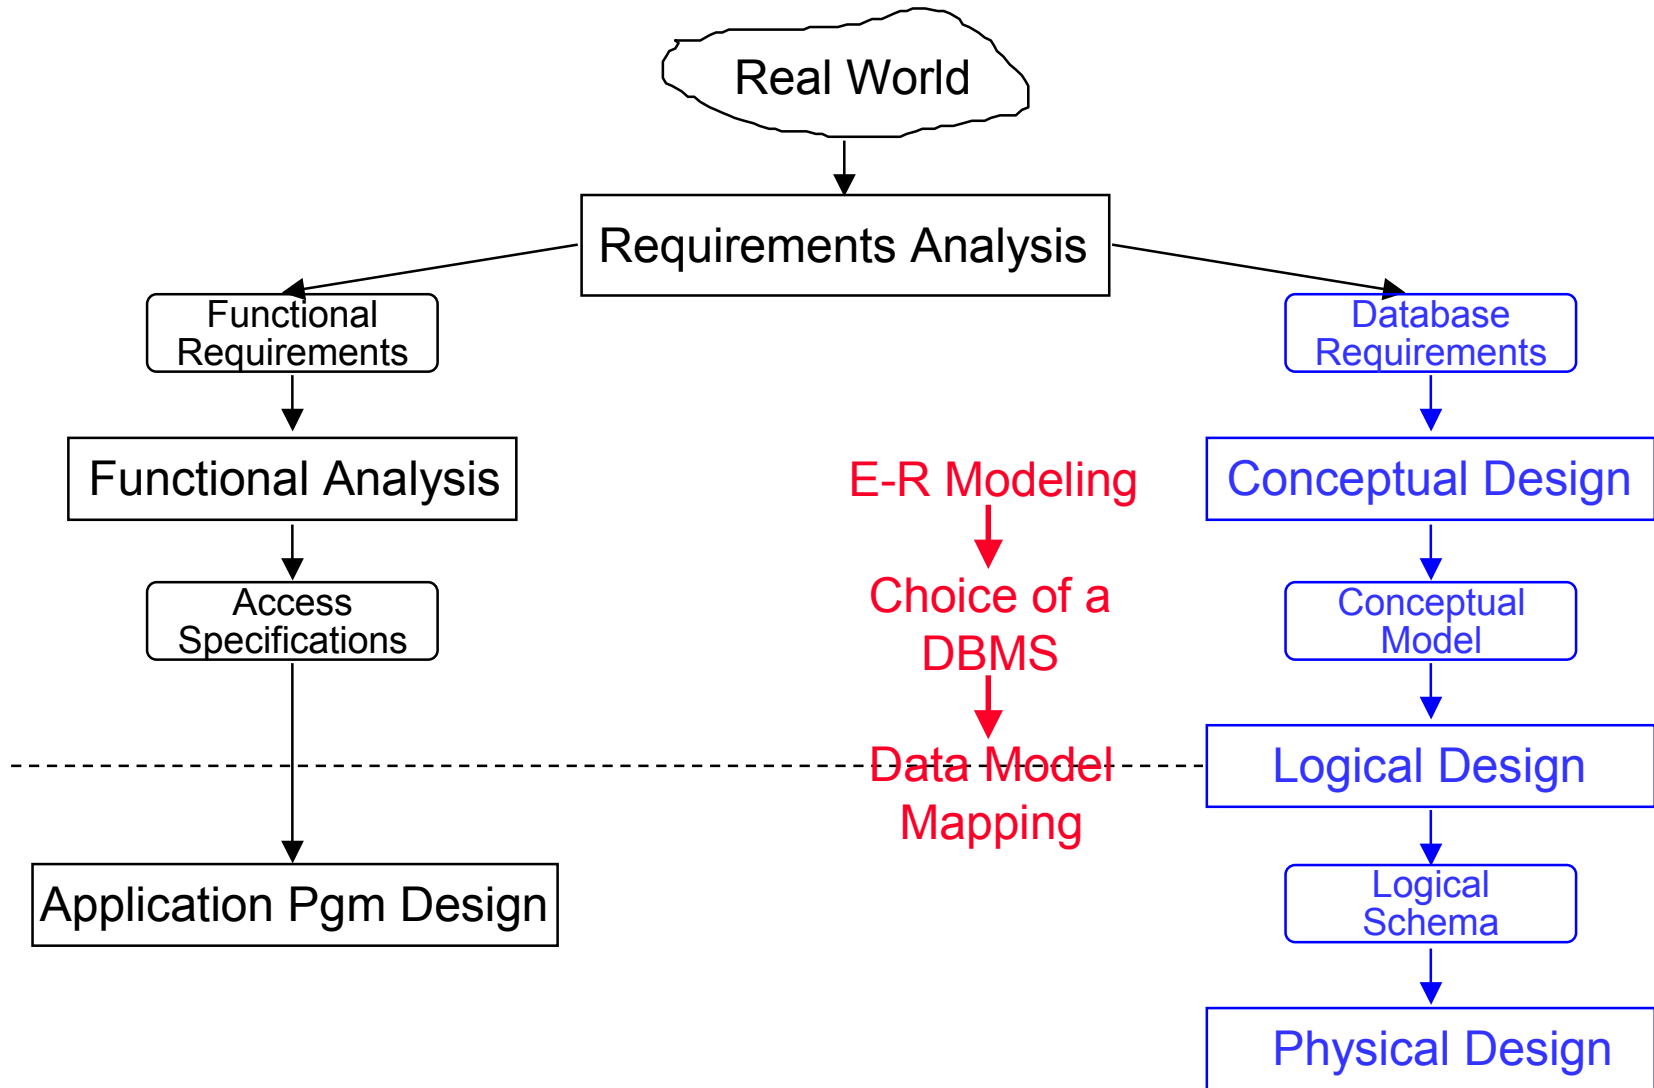 Real World
Requirements Analysis
Functional
Requirements
Database
Requirements
Functional Analysis
E-R Modeling
Conceptual Design
Access
Specifications
Choice of a
DBMS
Conceptual
Model
Data Model
Mapping
Logical Design
Application Pgm Design
Logical
Schema
Physical Design